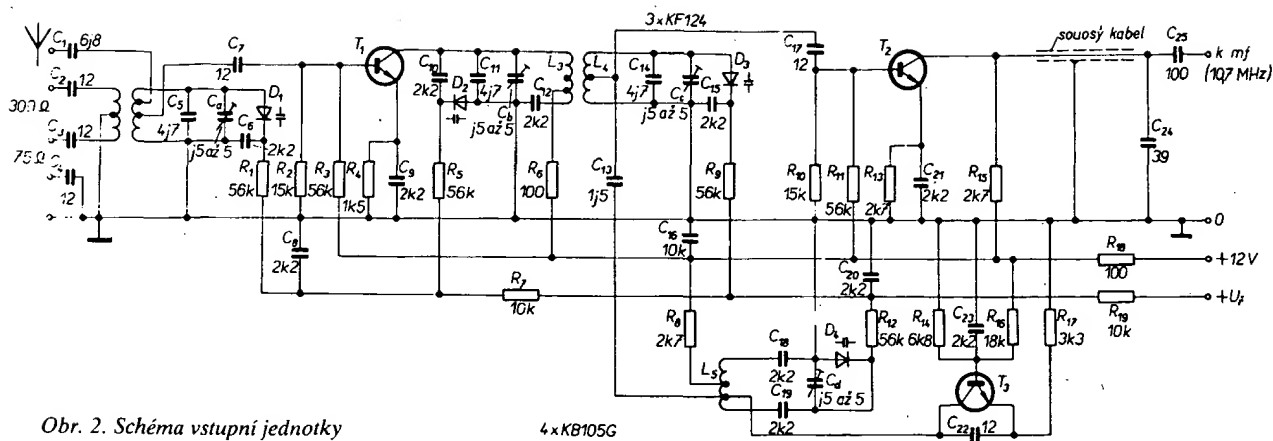 3×KF124
C1
6j8
C2
12
300Ω
C3
12
75Ω
C4
12
C5
4j7
Ca
j5 až 5
C6
2k2
D1
C7
12
R1
56k
R2
15k
R3
56k
R4
1k5
C8
2k2
T1
C9
2k2
C10
2k2
D2
C11
4j7
Cb
j5 až 5
C12
2k2
R5
56k
R6
100
R7
10k
L3
L4
C14
4j7
Cc
j5 až 5
C15
2k2
D3
R9
56k
C13
1j5
C16
10k
R8
2k7
L5
C18
2k2
C19
2k2
Cd
j5 až 5
D4
C17
12
R10
15k
R11
56k
T2
R13
2k7
C21
2k2
R15
2k7
C20
2k2
R12
56k
R14
6k8
C23
2k2
R16
18k
R17
3k3
T3
C22
12
souosý kabel
C25
100
k mf
(10,7 MHz)
C24
39
0
R18
100
+12V
R19
10k
4×KB105G
Obr. 2. Schéma vstupní jednotky